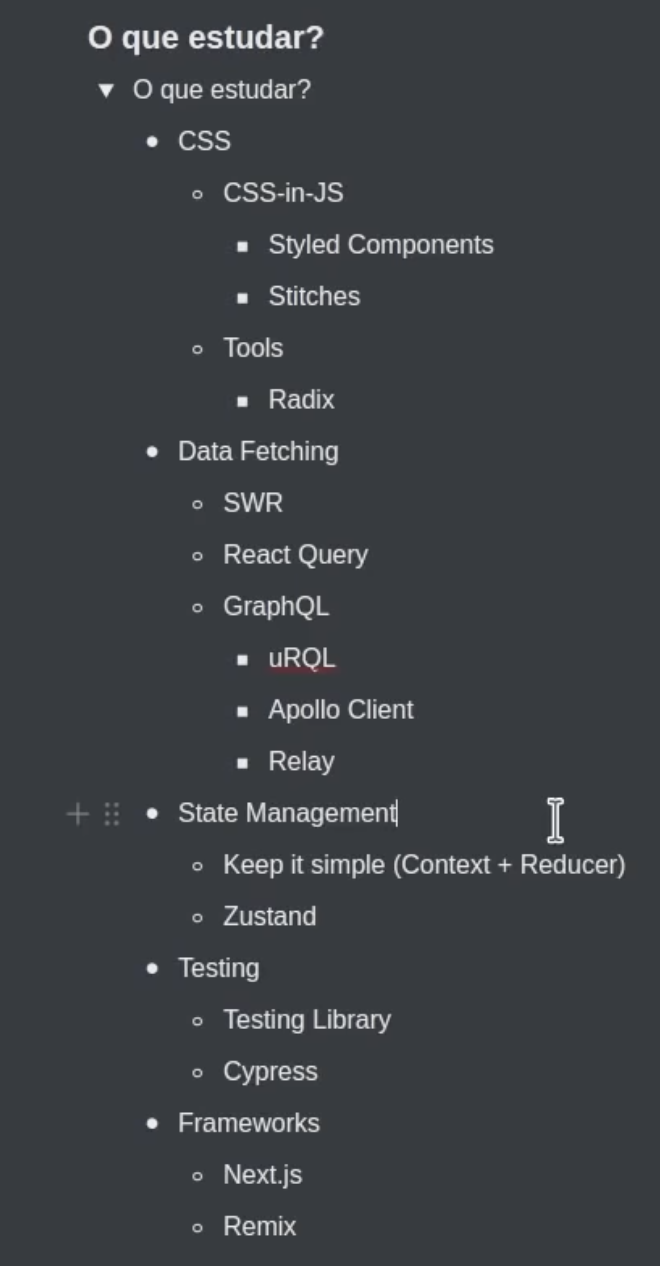 O que estudar?
O que estudar?
CSS
CSS-in-JS
Styled Components
Stitches
Tools
Radix
Data Fetching
SWR
React Query
GraphQL
uRQL
Apollo Client
Relay
State Management
Keep it simple (Context + Reducer)
Zustand
Testing
Testing Library
Cypress
Frameworks
Next.js
Remix